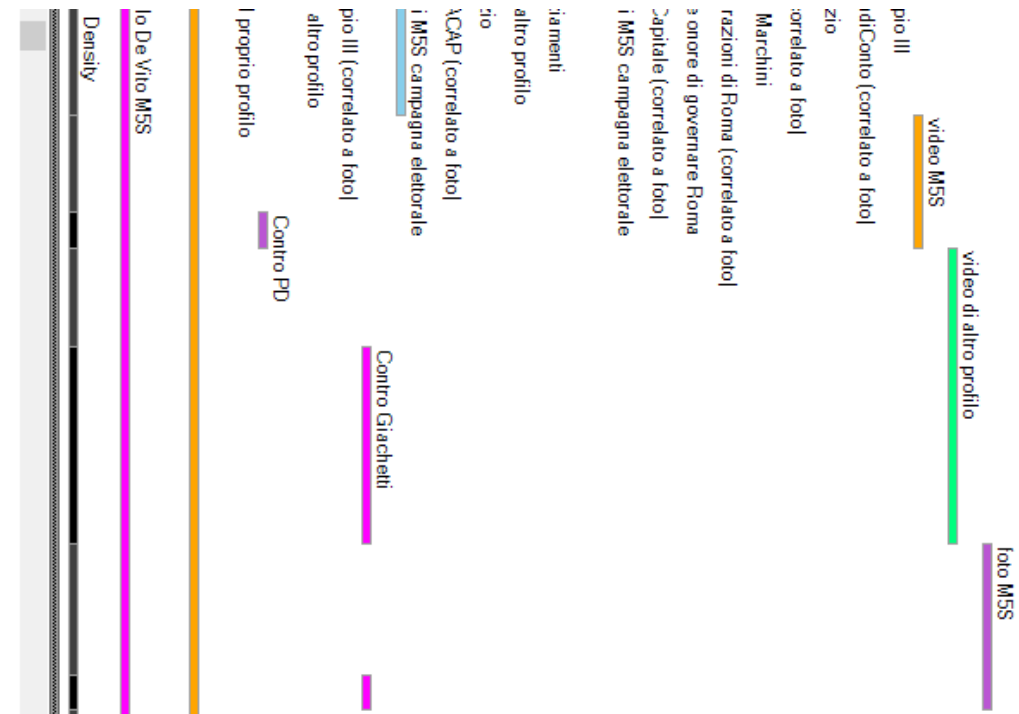 foto M5S
video di altro profilo
video M5S
pio III
diConto (correlato a foto]
zio
orrelato a foto]
Marchini
razioni di Roma (correlato a foto]
e onore di governare Roma
Capitale (correlato a foto]
i M5S campagna elettorale
iamenti
altro profilo
io
ACAP (correlato a foto]
i M5S campagna elettorale
Contro Giachetti
pio III (correlato a foto]
altro profilo
Contro PD
l proprio profilo
lo De Vito M5S
Density